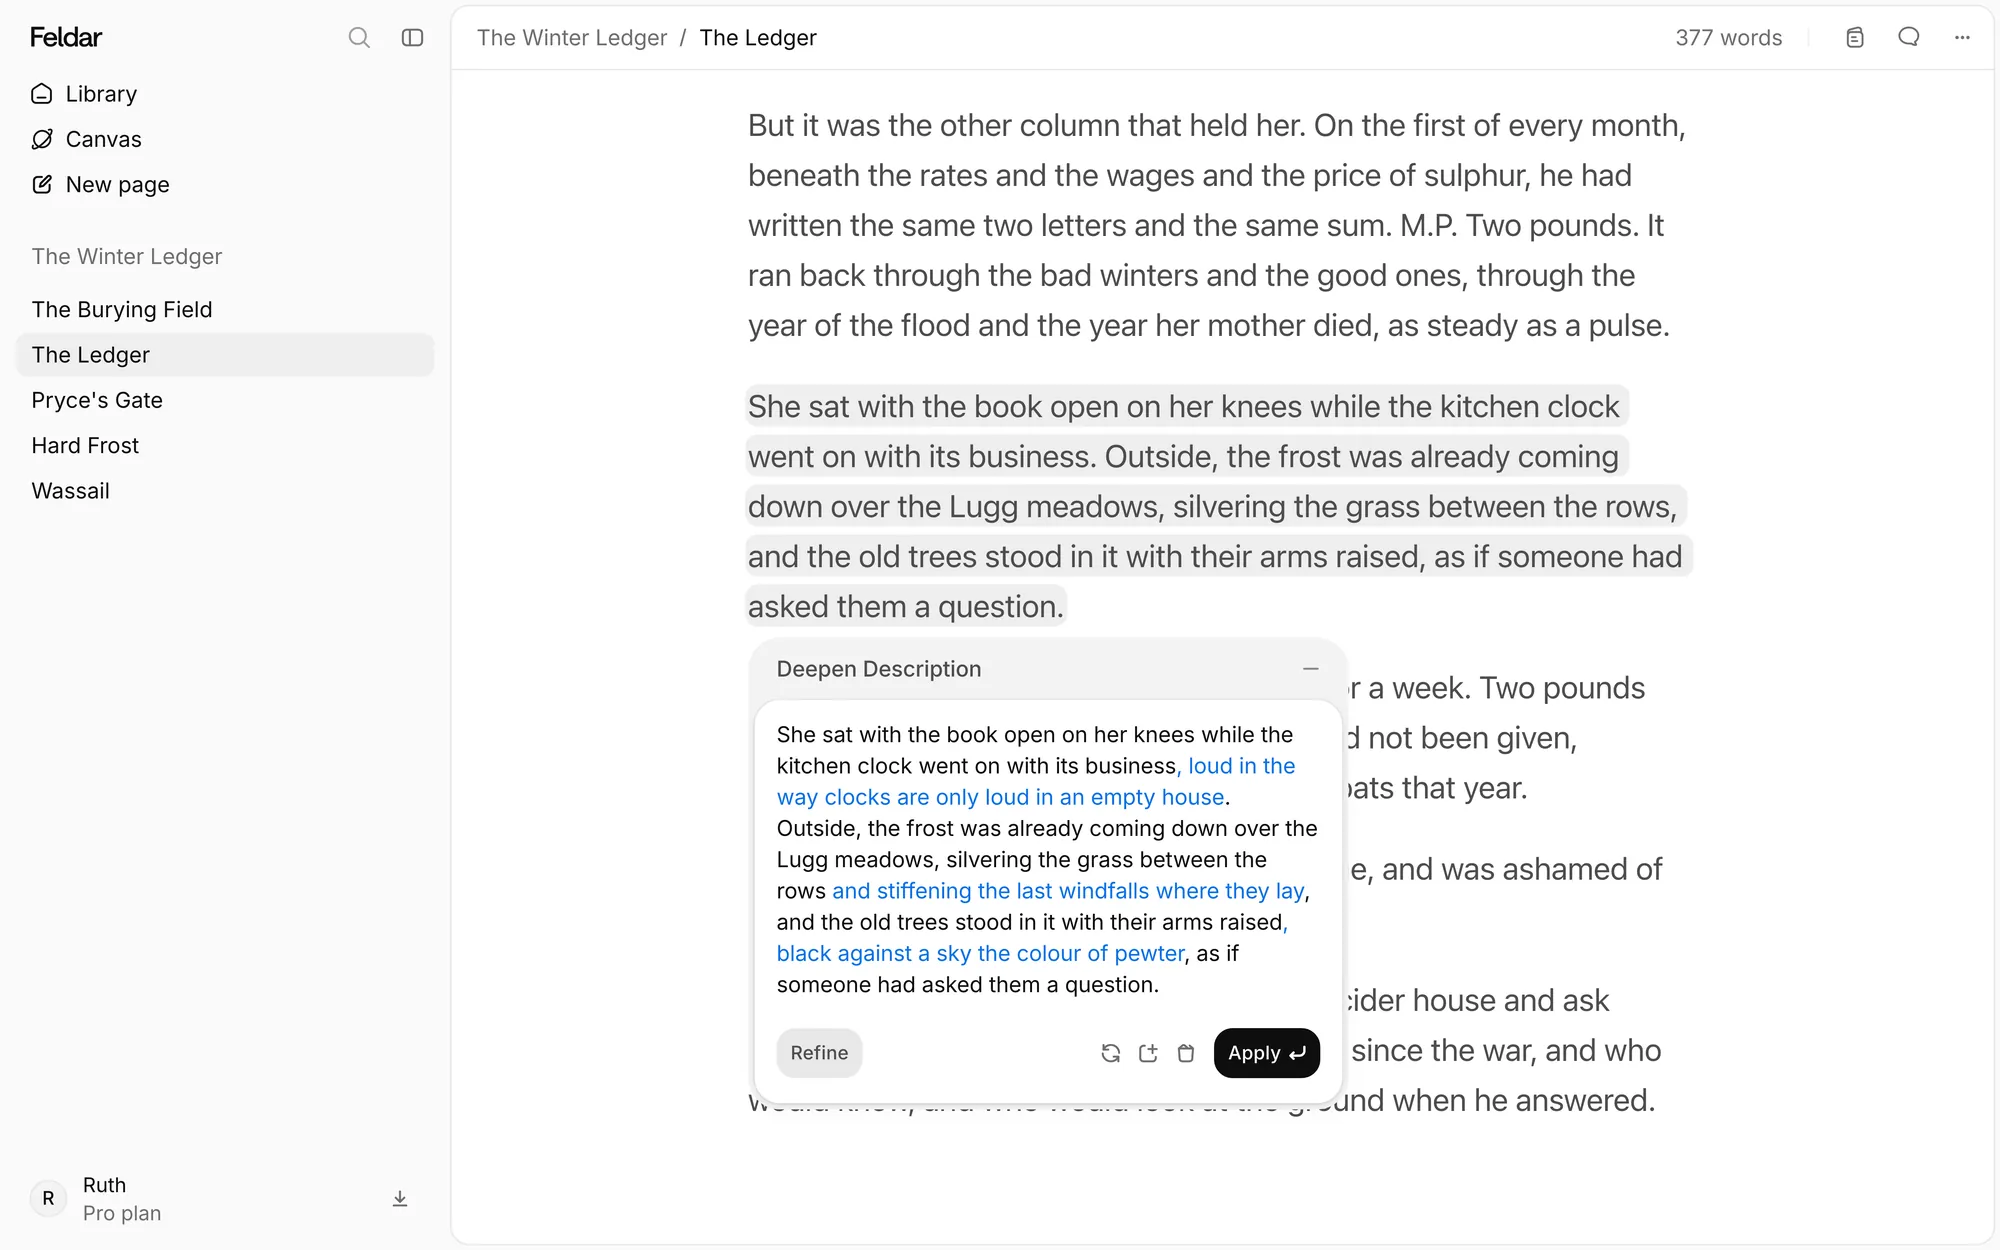 Feldar
Library
Canvas
New page
The Winter Ledger
The Burying Field
The Ledger
Pryce's Gate
Hard Frost
Wassail
R
Ruth
Pro plan
The Winter Ledger / The Ledger
377 words
But it was the other column that held her. On the first of every month,
beneath the rates and the wages and the price of sulphur, he had
written the same two letters and the same sum. M.P. Two pounds. It
ran back through the bad winters and the good ones, through the
year of the flood and the year her mother died, as steady as a pulse.
She sat with the book open on her knees while the kitchen clock
went on with its business. Outside, the frost was already coming
down over the Lugg meadows, silvering the grass between the rows,
and the old trees stood in it with their arms raised, as if someone had
asked them a question.
Deepen Description
She sat with the book open on her knees while the
kitchen clock went on with its business, loud in the
way clocks are only loud in an empty house.
Outside, the frost was already coming down over the
Lugg meadows, silvering the grass between the
rows and stiffening the last windfalls where they lay,
and the old trees stood in it with their arms raised,
black against a sky the colour of pewter, as if
someone had asked them a question.
Refine
Apply
a week. Two pounds
not been given,
that year.
and was ashamed of
cider house and ask
since the war, and who
would look at the ground when he answered.